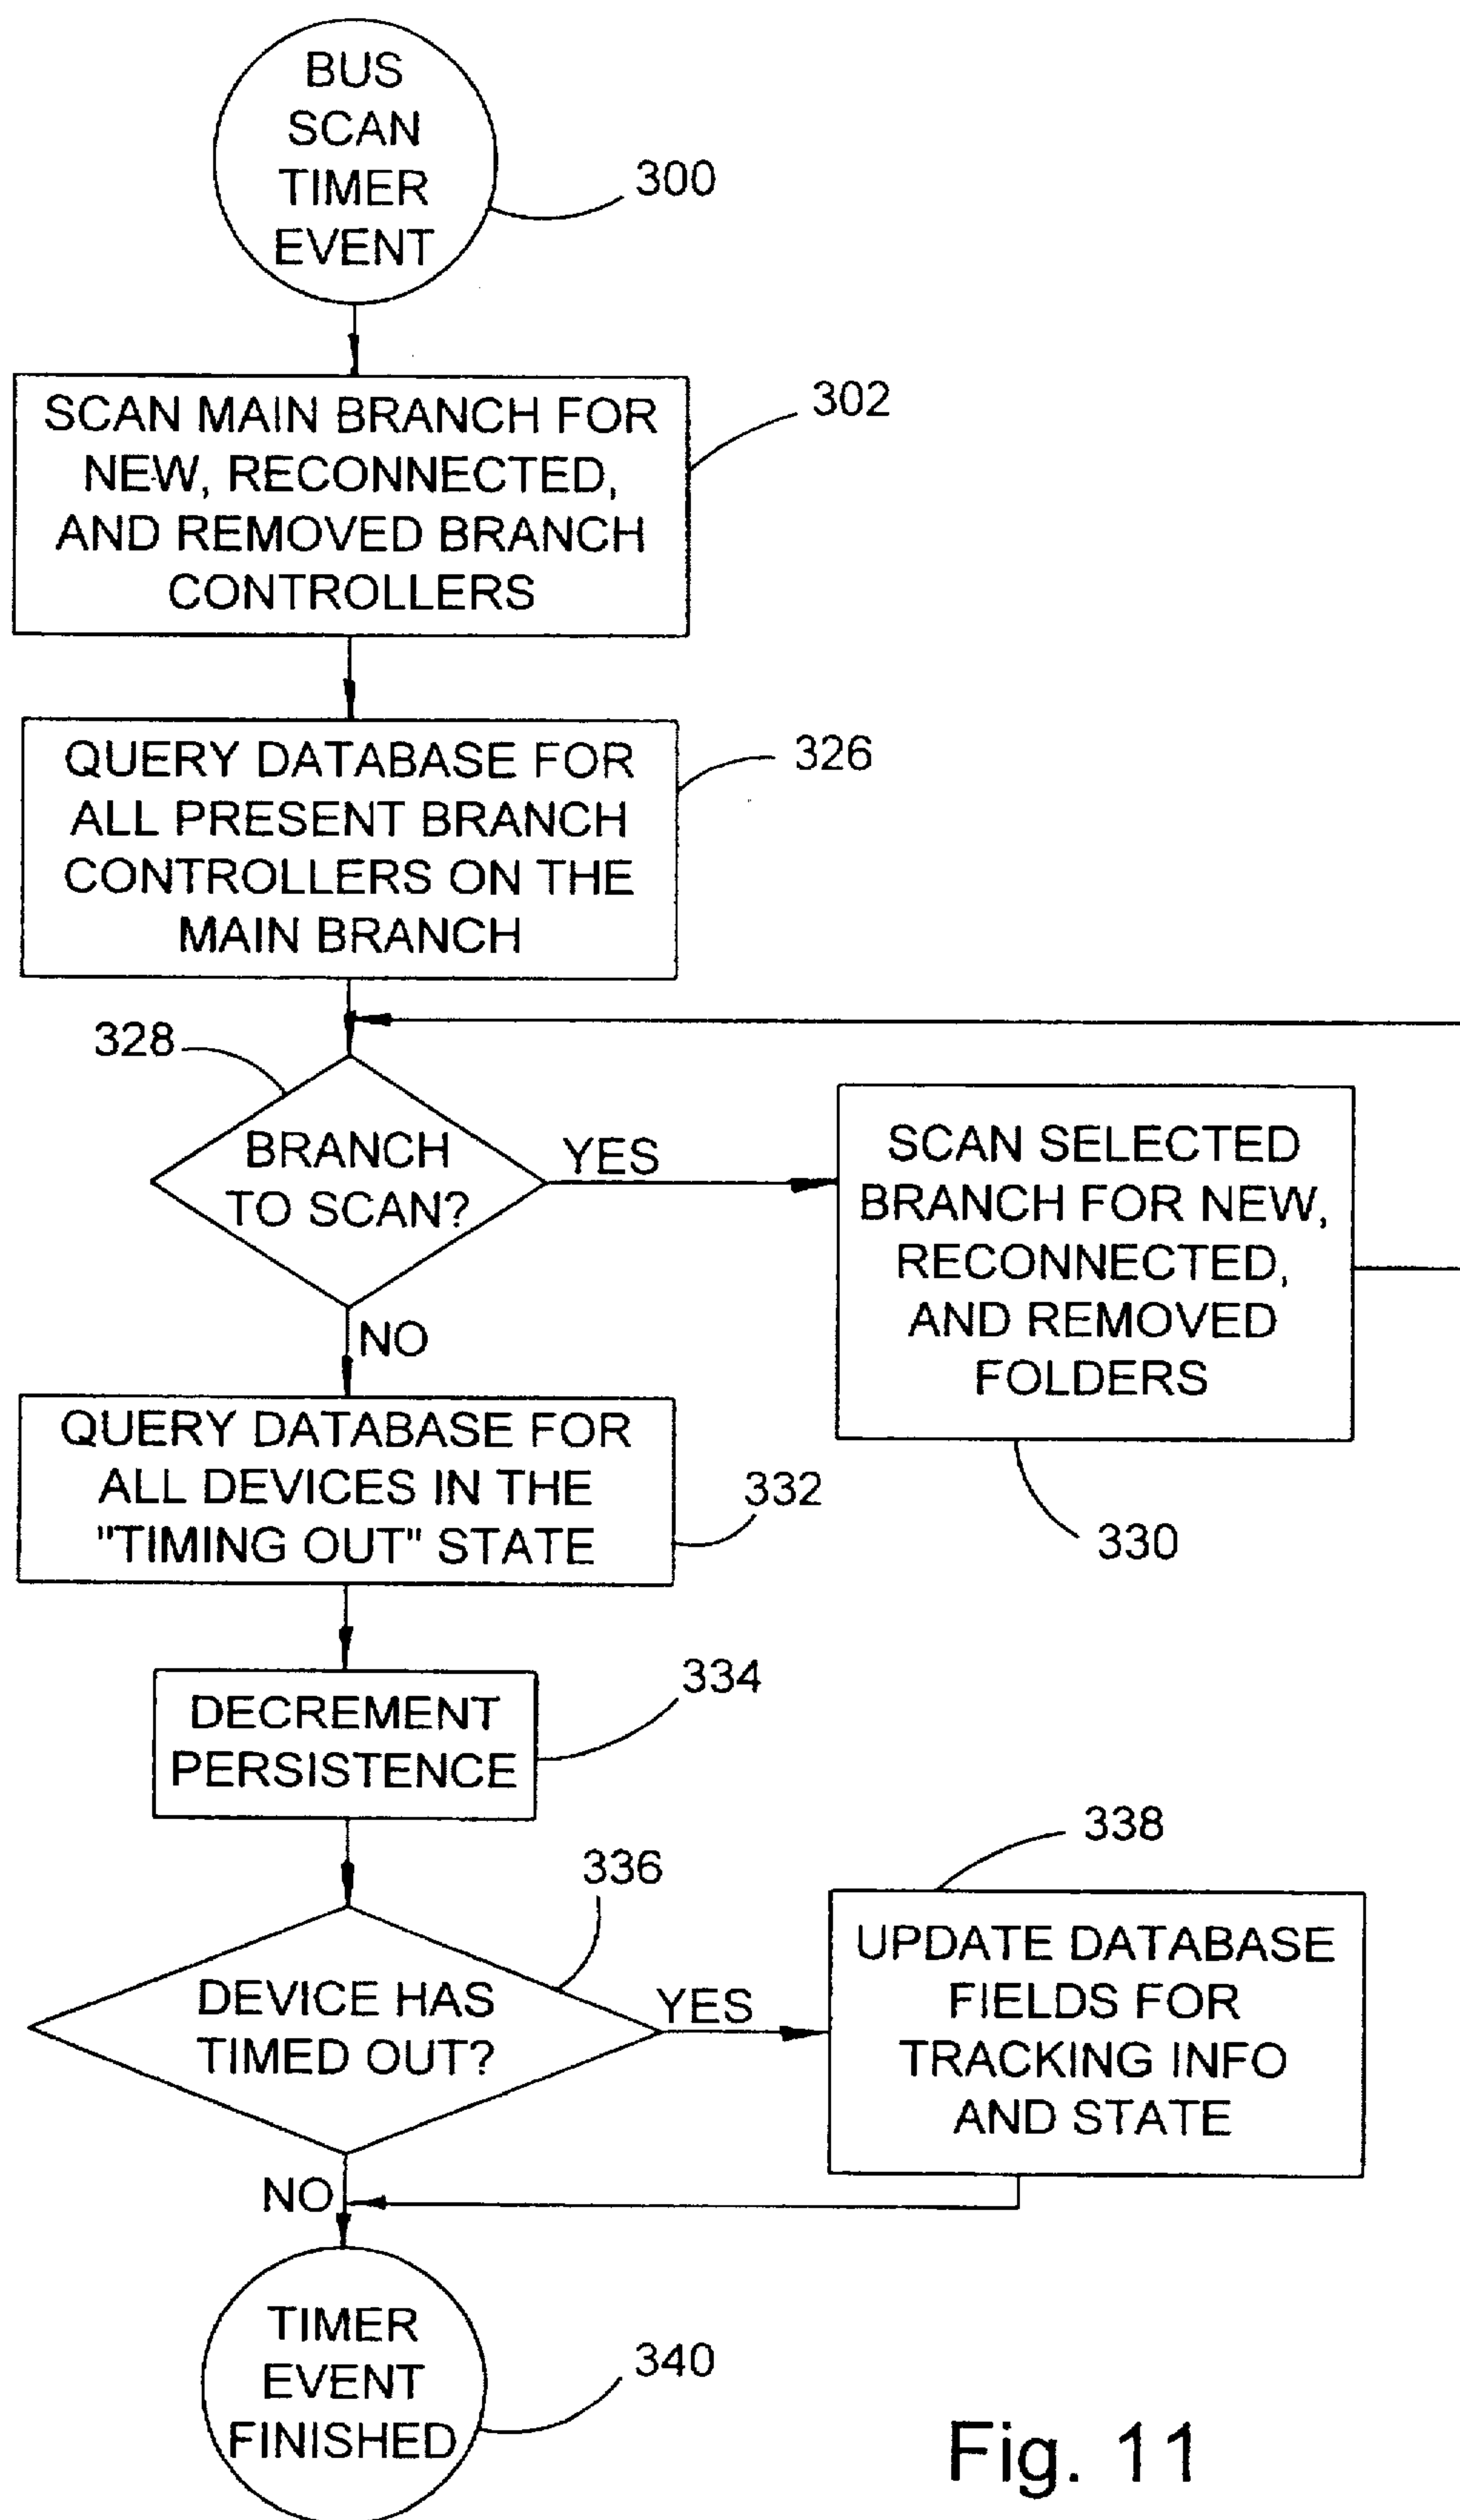 BUS
SCAN
TIMER
EVENT
300
SCAN MAIN BRANCH FOR
NEW, RECONNECTED,
AND REMOVED BRANCH
CONTROLLERS
302
QUERY DATABASE FOR
ALL PRESENT BRANCH
CONTROLLERS ON THE
MAIN BRANCH
326
328
BRANCH
TO SCAN?
YES
SCAN SELECTED
BRANCH FOR NEW,
RECONNECTED,
AND REMOVED
FOLDERS
330
NO
QUERY DATABASE FOR
ALL DEVICES IN THE
"TIMING OUT" STATE
332
DECREMENT
PERSISTENCE
334
336
DEVICE HAS
TIMED OUT?
YES
338
UPDATE DATABASE
FIELDS FOR
TRACKING INFO
AND STATE
NO
TIMER
EVENT
FINISHED
340
Fig. 11